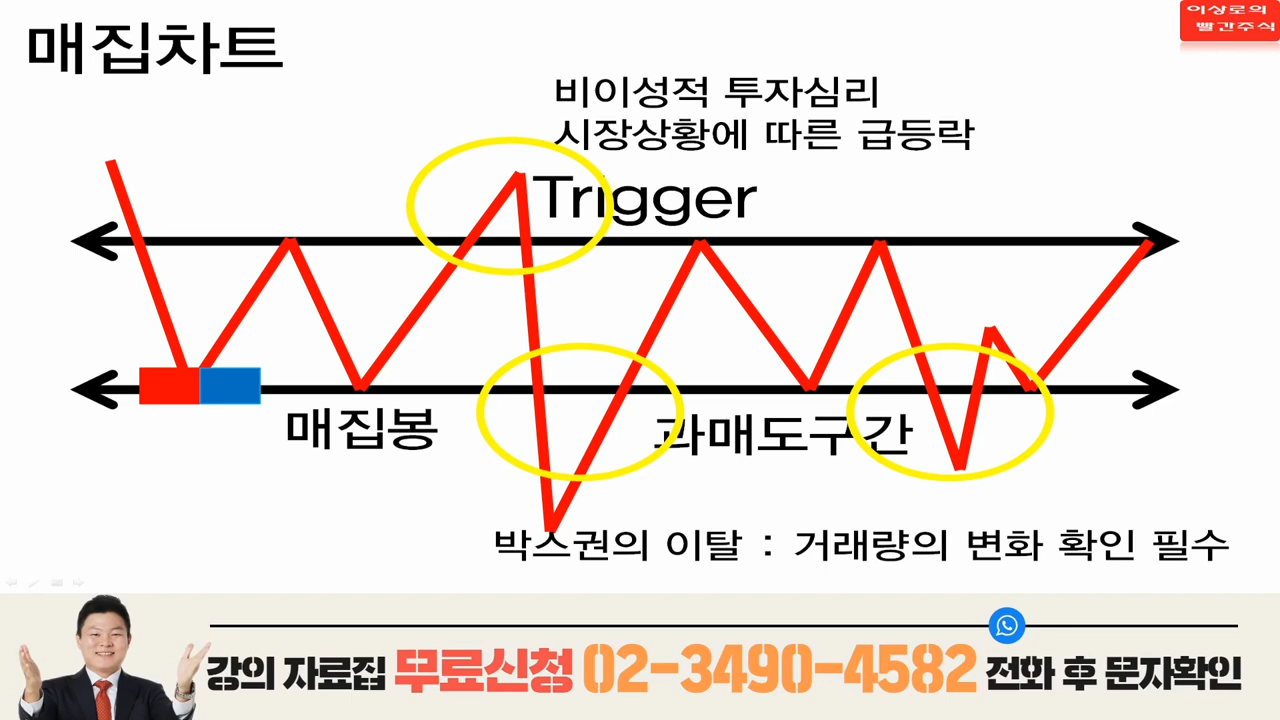 매집차트
이상로의
빨간주식
비이성적 투자심리
시장상황에 따른 급등락
Trigger
매집봉
과매도구간
박스권의 이탈 : 거래량의 변화 확인 필수
강의 자료집 무료신청 02-3490-4582 전화 후 문자확인